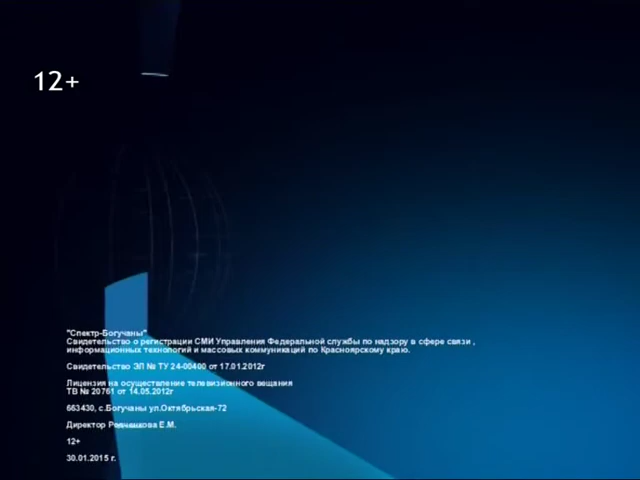 12+
"Спектр-Богучаны"
Свидетельство о регистрации СМИ Управления Федеральной службы по надзору в сфере связи ,
информационных технологий и массовых коммуникаций по Красноярскому краю.
Свидетельство ЭЛ № ТУ 24-00400 от 17.01.2012г
Лицензия на осуществление телевизионного вещания
ТВ № 20761 от 14.05.2012г
663430, с.Богучаны ул.Октябрьская-72
Директор Е.М.
12+
30.01.2015 г.